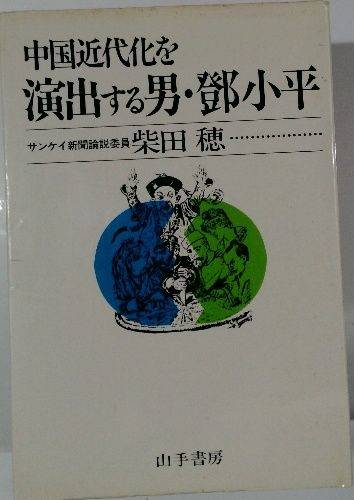 中国近代化を
演出する男・鄧小平
サンケイ新聞論説委員 柴田 穂
山手書房